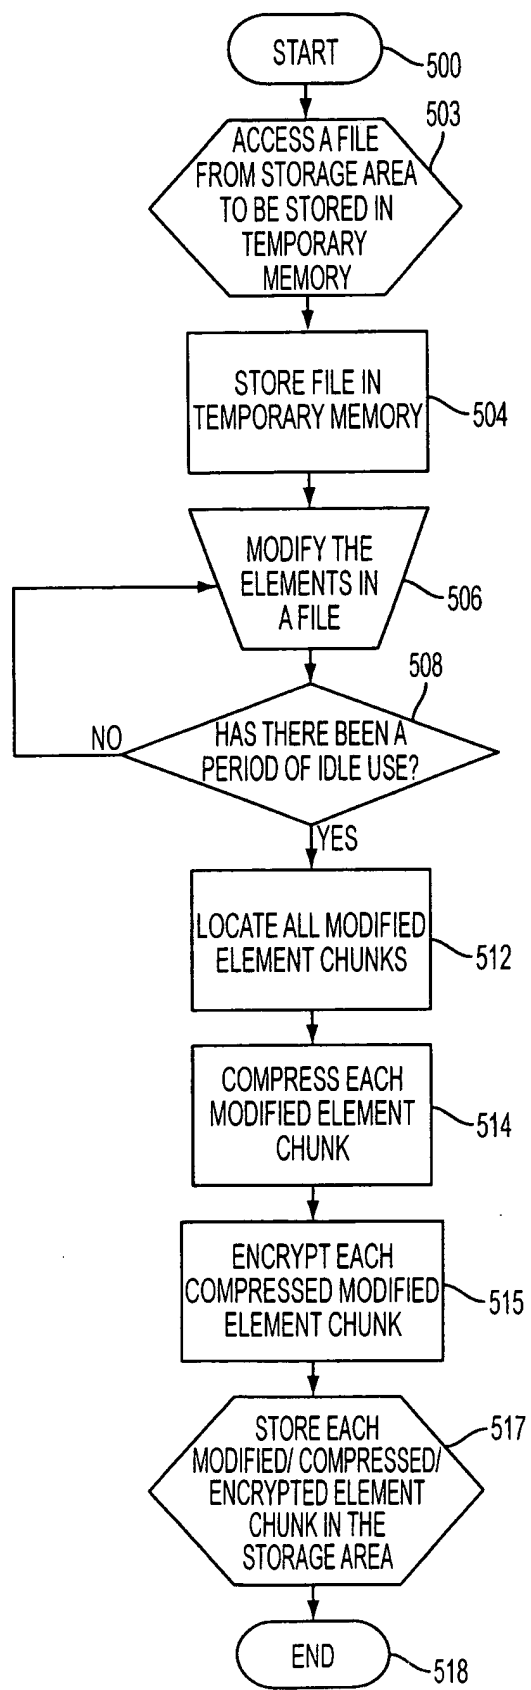 START
500
503
ACCESS A FILE
FROM STORAGE AREA
TO BE STORED IN
TEMPORARY
MEMORY
STORE FILE IN
TEMPORARY MEMORY
504
MODIFY THE
ELEMENTS IN
A FILE
506
508
HAS THERE BEEN A
PERIOD OF IDLE USE?
NO
YES
LOCATE ALL MODIFIED
ELEMENT CHUNKS
512
COMPRESS EACH
MODIFIED ELEMENT
CHUNK
514
ENCRYPT EACH
COMPRESSED MODIFIED
ELEMENT CHUNK
515
517
STORE EACH
MODIFIED/ COMPRESSED/
ENCRYPTED ELEMENT
CHUNK IN THE
STORAGE AREA
END
518